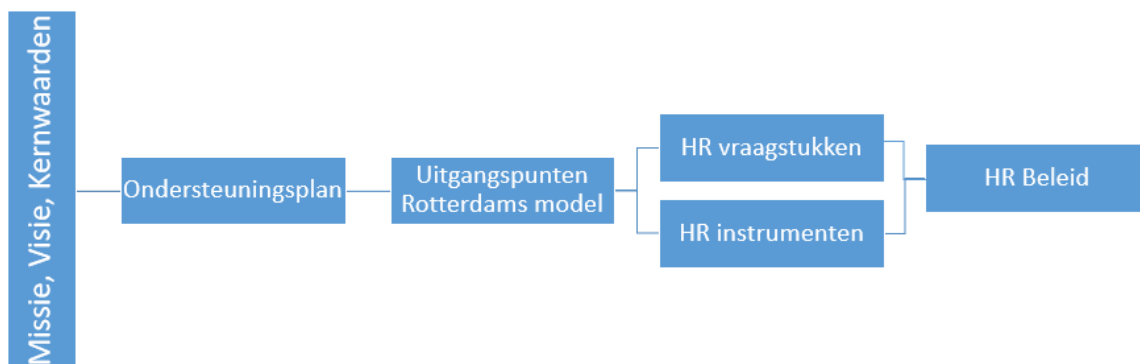 Missie, Visie, Kernwaarden
Ondersteuningsplan
Uitgangspunten
Rotterdams model
HR vraagstukken
HR instrumenten
HR Beleid